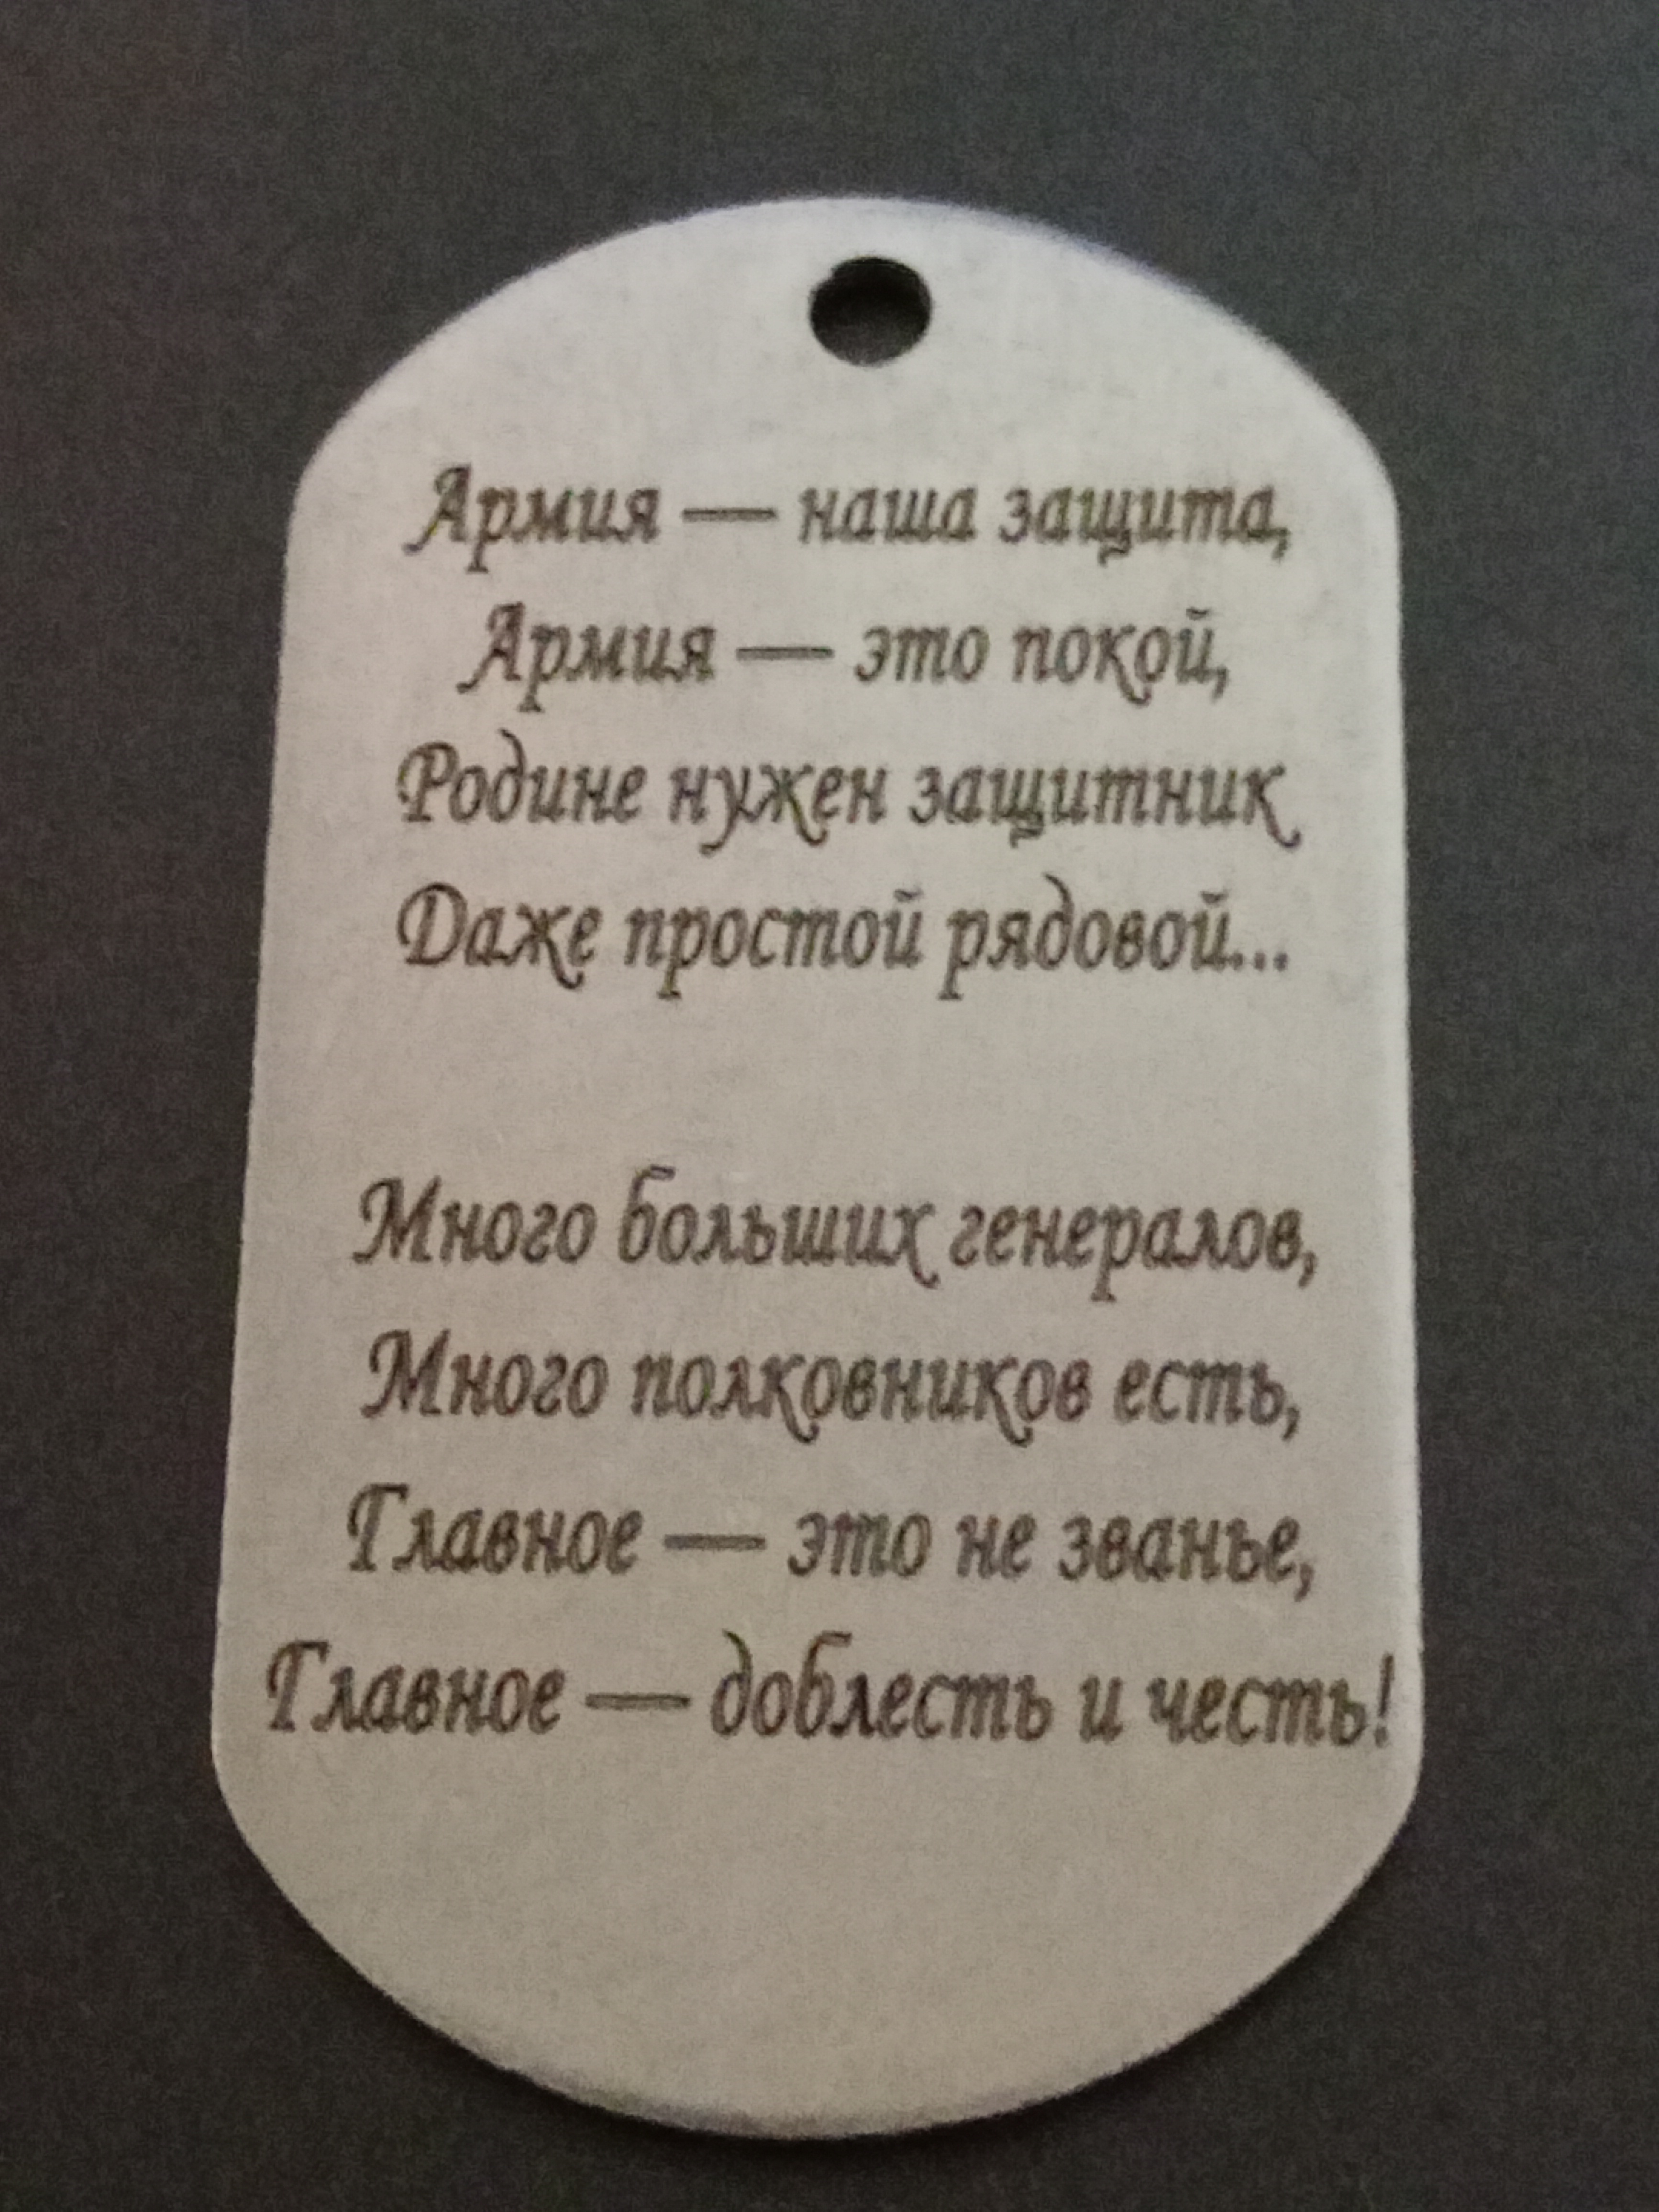 Армия — наша защита,
Армия — это покой,
Родине нужен защитник
Даже простой рядовой...
Много больших генералов,
Много полковников есть,
Главное — это не званье,
Главное — доблесть и честь!